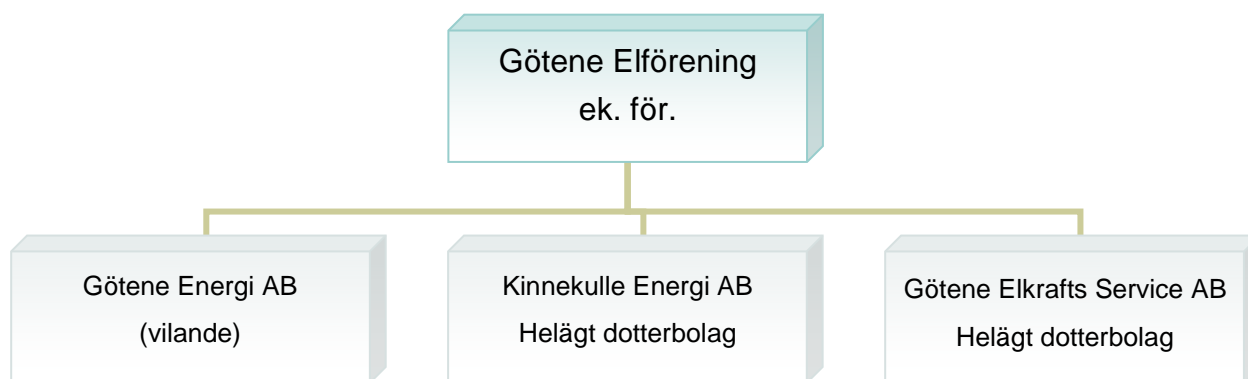 Götene Elförening
ek. för.
Götene Energi AB
(vilande)
Kinnekulle Energi AB
Helägt dotterbolag
Götene Elkrafts Service AB
Helägt dotterbolag